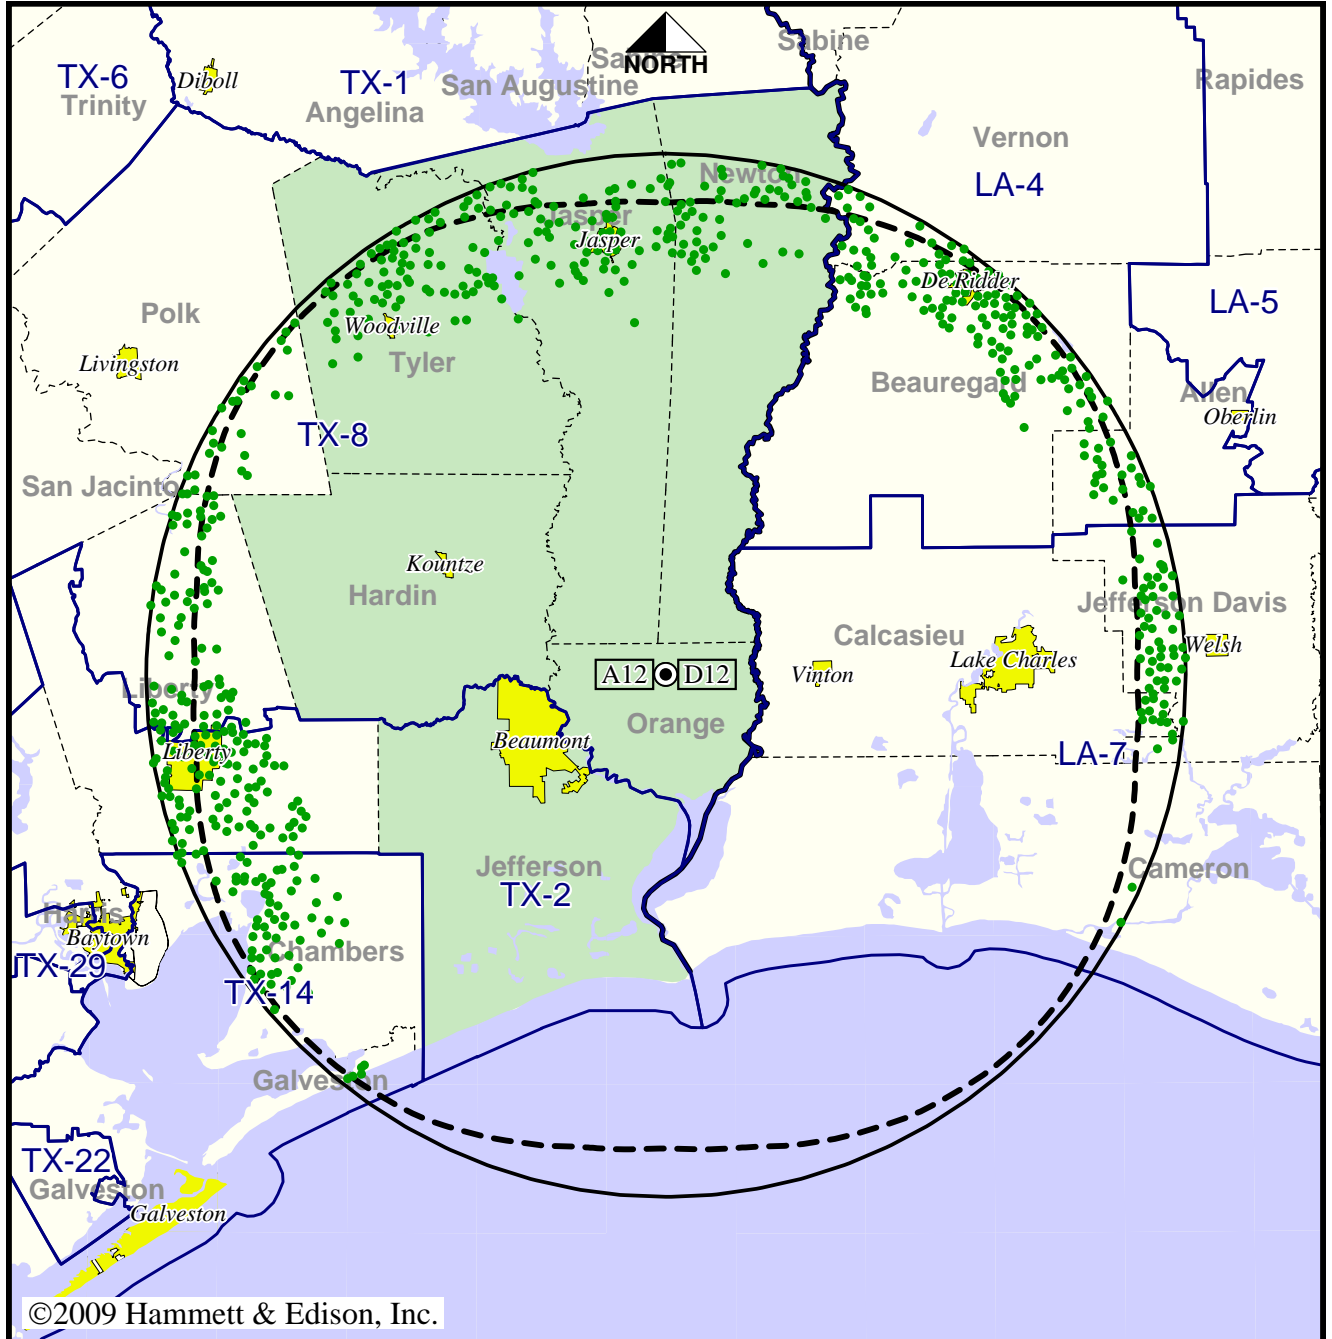 Sabine
Sabine
NORTH
TX-6
Trinity
Diboll
TX-1
Angelina
San Augustine
Rapides
Vernon
LA-4
Newton
Jasper
Jasper
De Ridder
LA-5
Polk
Livingston
Woodville
Tyler
Beauregard
Allen
Oberlin
TX-8
San Jacinto
Kountze
Hardin
Jefferson Davis
Calcasieu
Welsh
Vinton
Lake Charles
A12
D12
Liberty
Liberty
Orange
Beaumont
LA-7
Jefferson
TX-2
Cameron
Harris
Baytown
TX-29
Chambers
TX-14
Galveston
TX-22
Galveston
Galveston
©2009 Hammett & Edison, Inc.